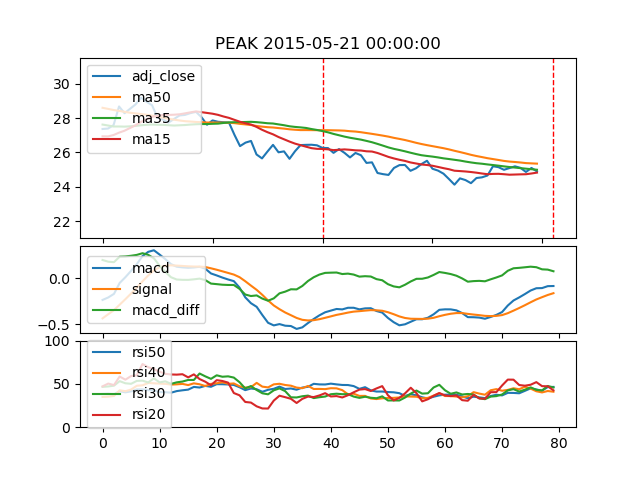 PEAK 2015-05-21 00:00:00
30
28
26
24
22
adj_close
ma50
ma35
ma15
0.0
−0.5
macd
signal
macd_diff
100
50
0
rsi50
rsi40
rsi30
rsi20
0 10 20 30 40 50 60 70 80